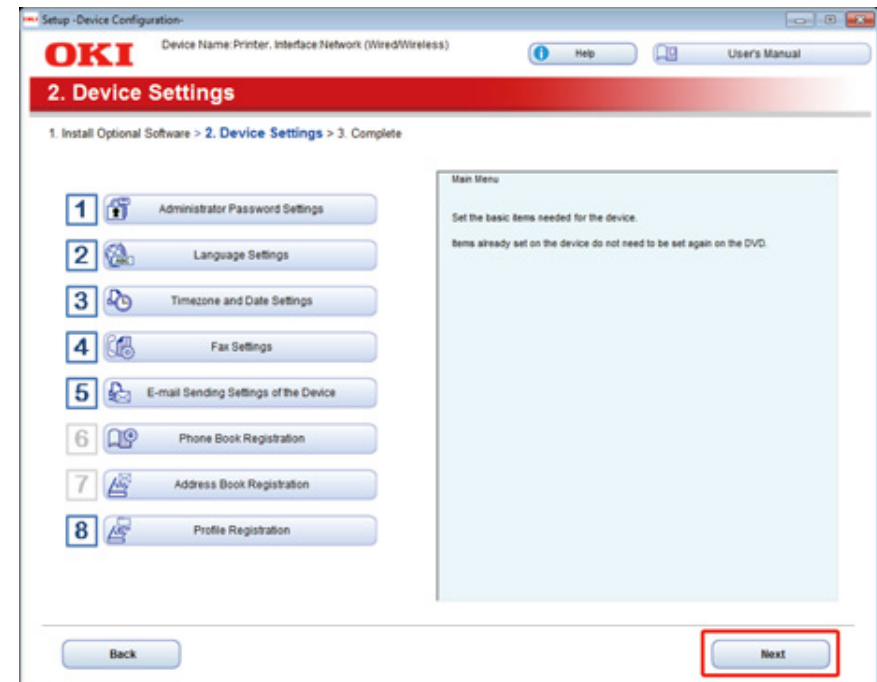 Setup -Device Configuration-
OKI
Device Name:Printer, Interface:Network (Wired/Wireless)
Help
User's Manual
2. Device Settings
1. Install Optional Software > 2. Device Settings > 3. Complete
Main Menu
Set the basic items needed for the device.
Items already set on the device do not need to be set again on the DVD.
1 Administrator Password Settings
2 Language Settings
3 Timezone and Date Settings
4 Fax Settings
5 E-mail Sending Settings of the Device
6 Phone Book Registration
7 Address Book Registration
8 Profile Registration
Back
Next